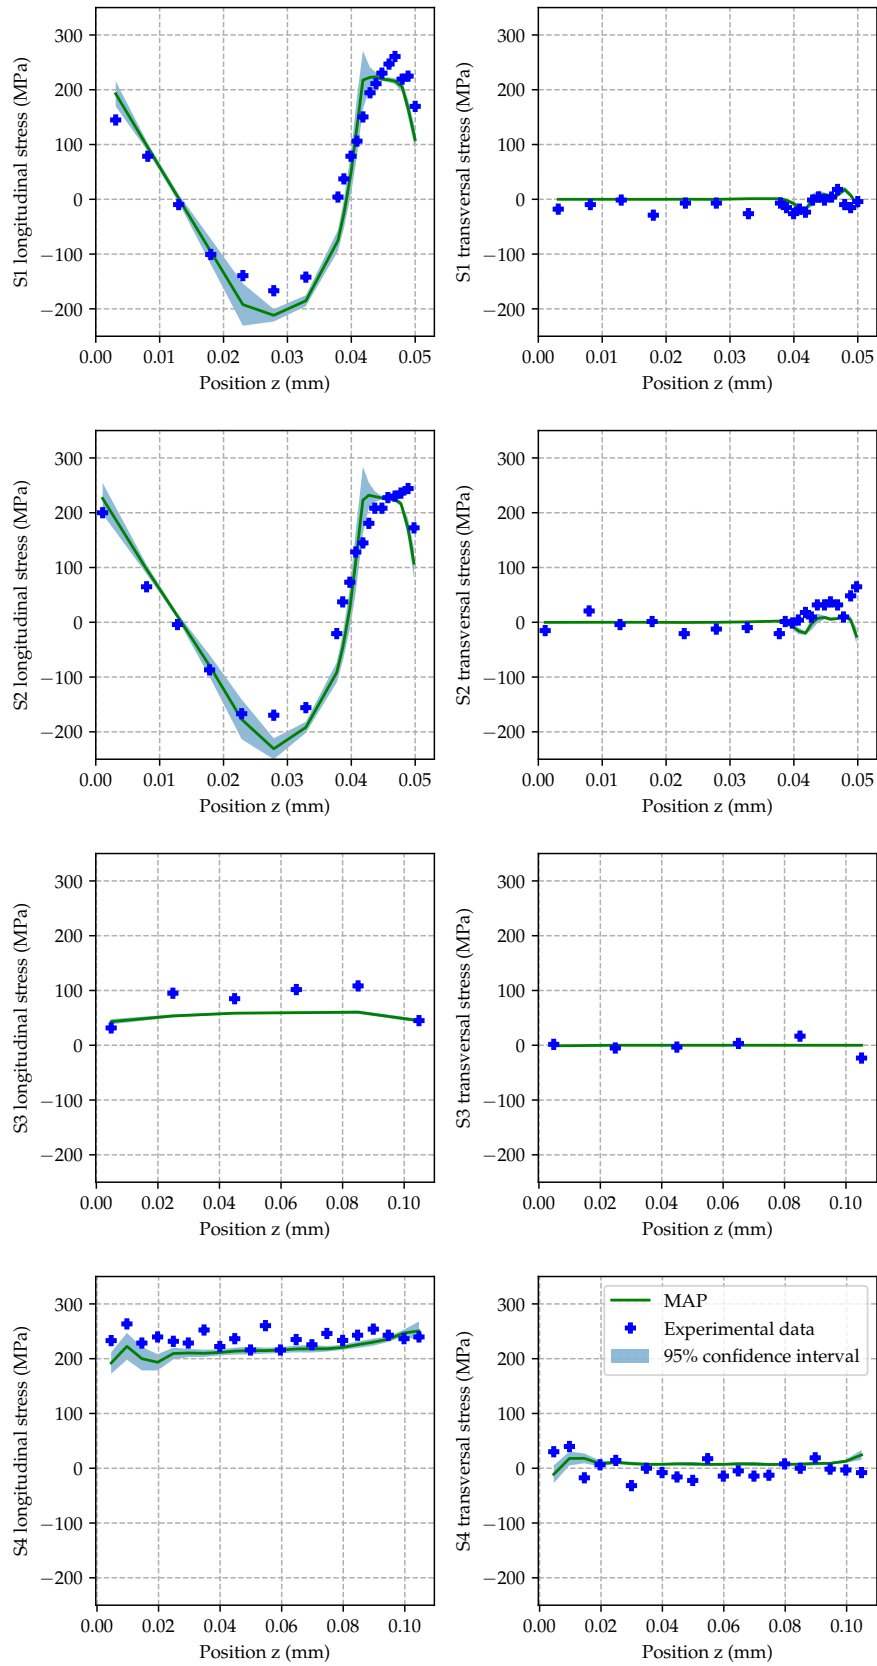 S1 longitudinal stress (MPa)
300
200
100
0
−100
−200
0.00 0.01 0.02 0.03 0.04 0.05
Position z (mm)
S1 transversal stress (MPa)
300
200
100
0
−100
−200
0.00 0.01 0.02 0.03 0.04 0.05
Position z (mm)
S2 longitudinal stress (MPa)
300
200
100
0
−100
−200
0.00 0.01 0.02 0.03 0.04 0.05
Position z (mm)
S2 transversal stress (MPa)
300
200
100
0
−100
−200
0.00 0.01 0.02 0.03 0.04 0.05
Position z (mm)
S3 longitudinal stress (MPa)
300
200
100
0
−100
−200
0.00 0.02 0.04 0.06 0.08 0.10
Position z (mm)
S3 transversal stress (MPa)
300
200
100
0
−100
−200
0.00 0.02 0.04 0.06 0.08 0.10
Position z (mm)
S4 longitudinal stress (MPa)
300
200
100
0
−100
−200
0.00 0.02 0.04 0.06 0.08 0.10
Position z (mm)
S4 transversal stress (MPa)
300
200
100
0
−100
−200
0.00 0.02 0.04 0.06 0.08 0.10
Position z (mm)
MAP
Experimental data
95% confidence interval